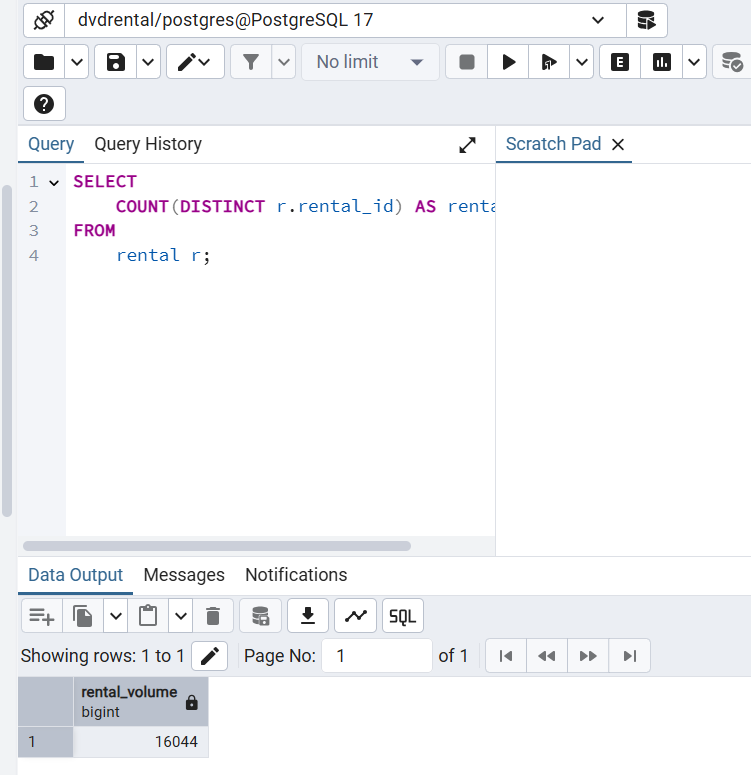 dvdrental/postgres@PostgreSQL 17
No limit
E
?
Query Query History Scratch Pad
1 SELECT
2 COUNT(DISTINCT r.rental_id) AS renta
3 FROM
4 rental r;
Data Output Messages Notifications
SQL
Showing rows: 1 to 1 Page No: 1 of 1
rental_volume
bigint
1 16044